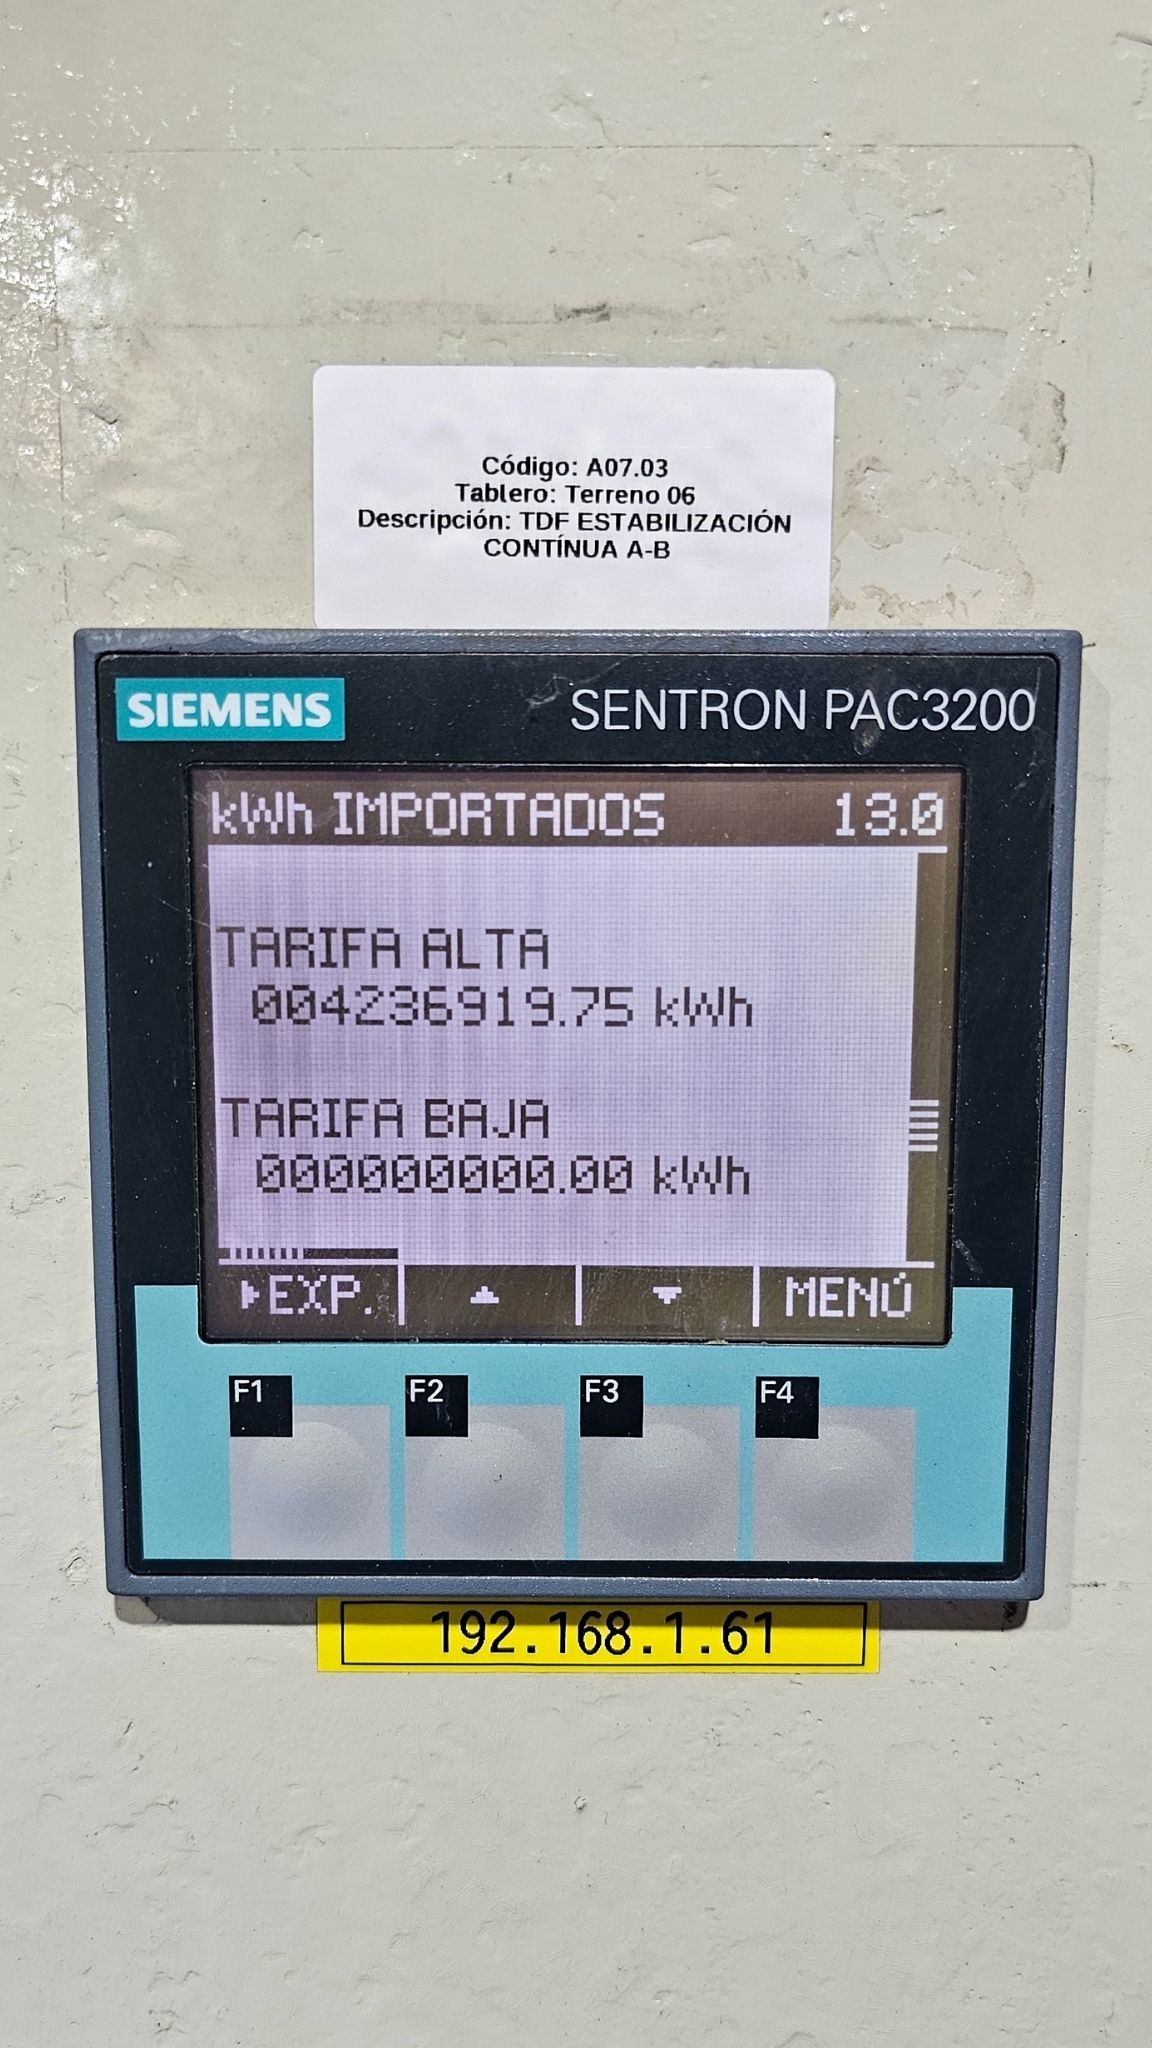 Código: A07.03
Tablero: Terreno 06
Descripción: TDF ESTABILIZACIÓN
CONTÍNUA A-B
SIEMENS
SENTRON PAC3200
kWh IMPORTADOS 13.0
TARIFA ALTA
004236919.75 kWh
TARIFA BAJA
000000000.00 kWh
▸EXP. ▲ ▼ MENÚ
F1 F2 F3 F4
192.168.1.61